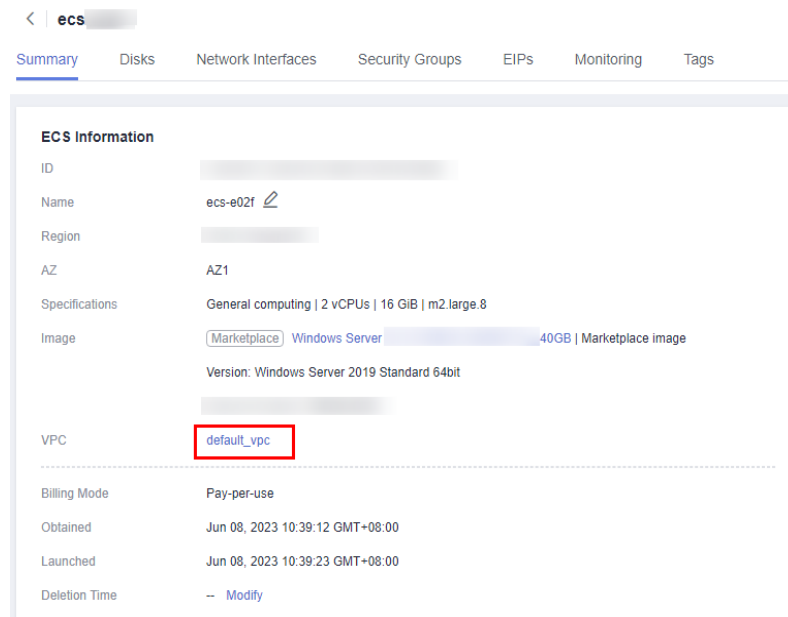 ecs
Summary Disks Network Interfaces Security Groups EIPs Monitoring Tags
ECS Information
ID
Name ecs-e02f
Region
AZ AZ1
Specifications General computing | 2 vCPUs | 16 GiB | m2.large.8
Image Marketplace Windows Server 40GB | Marketplace image
Version: Windows Server 2019 Standard 64bit
VPC default_vpc
Billing Mode Pay-per-use
Obtained Jun 08, 2023 10:39:12 GMT+08:00
Launched Jun 08, 2023 10:39:23 GMT+08:00
Deletion Time -- Modify